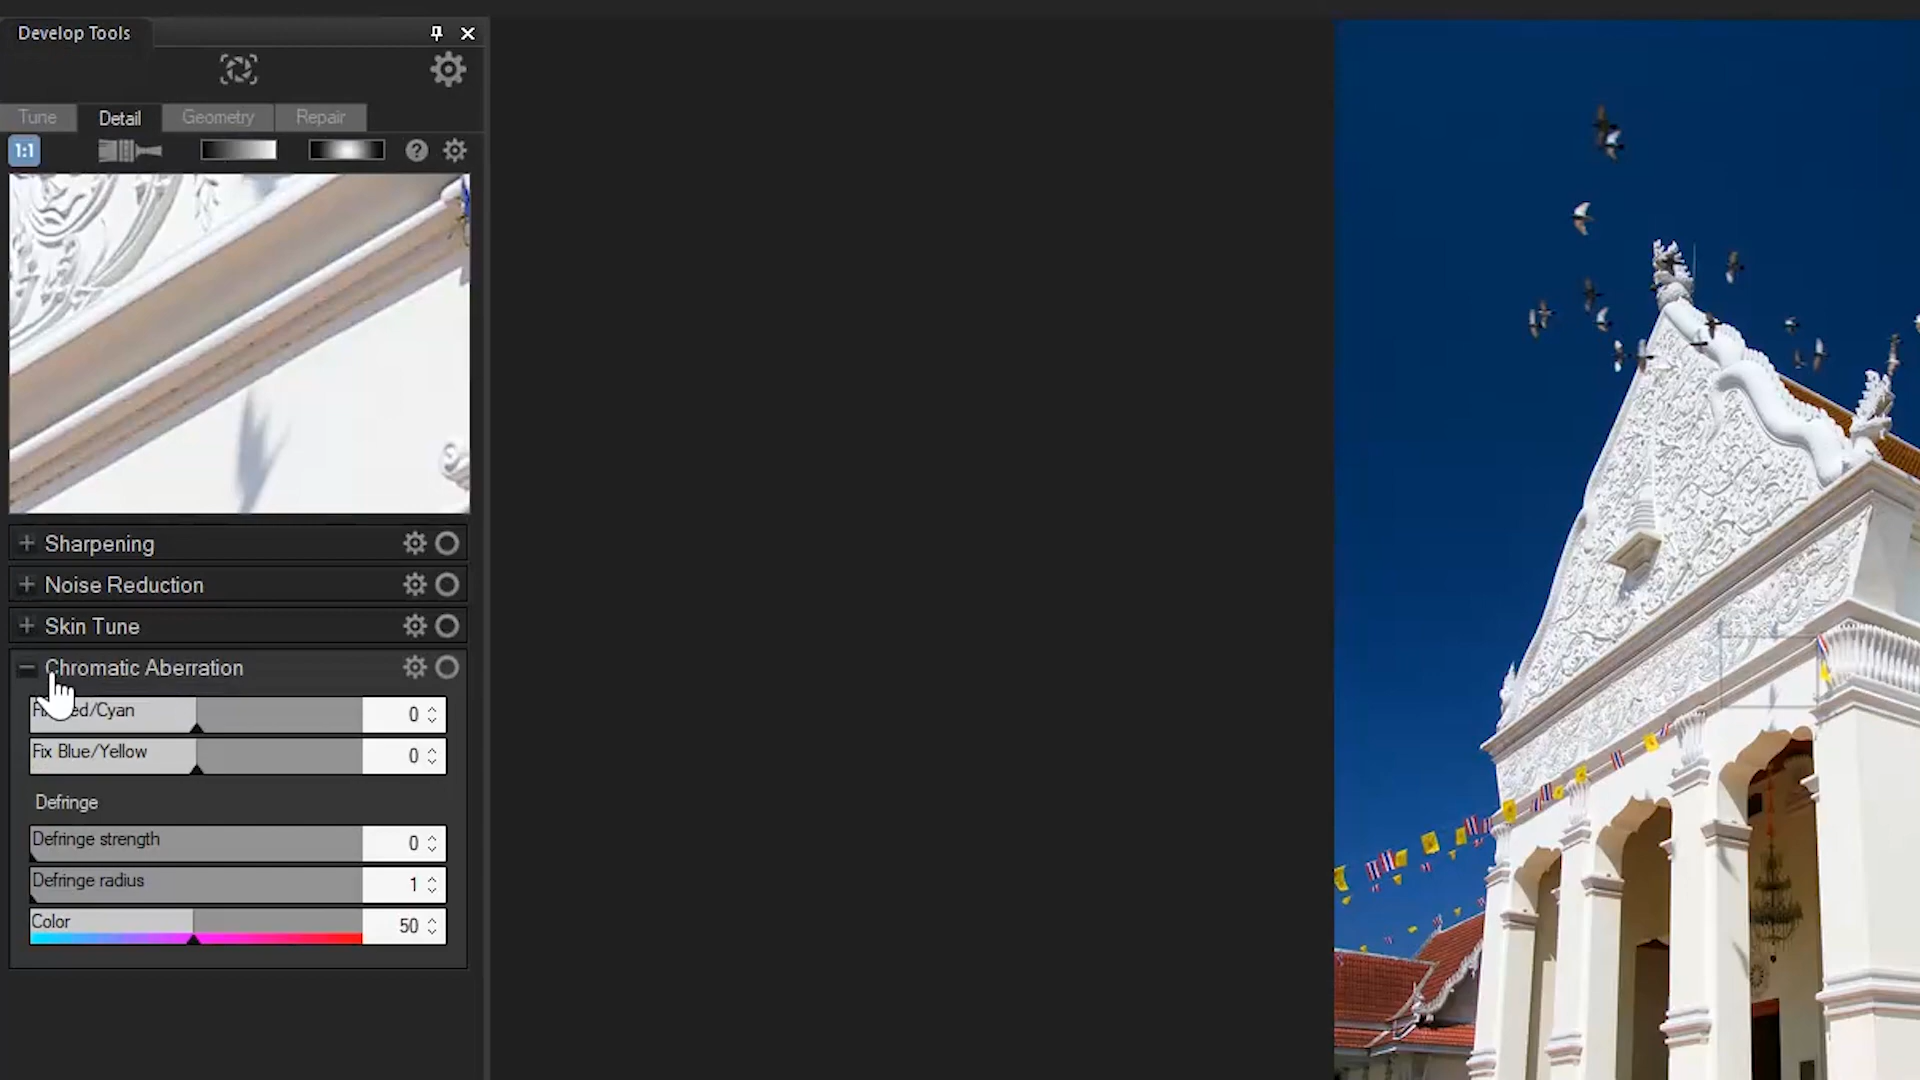 Develop Tools
Tune Detail Geometry Repair
1:1
Sharpening
Noise Reduction
Skin Tune
Chromatic Aberration
/Cyan 0
Fix Blue/Yellow 0
Defringe
Defringe strength 0
Defringe radius 1
Color 50